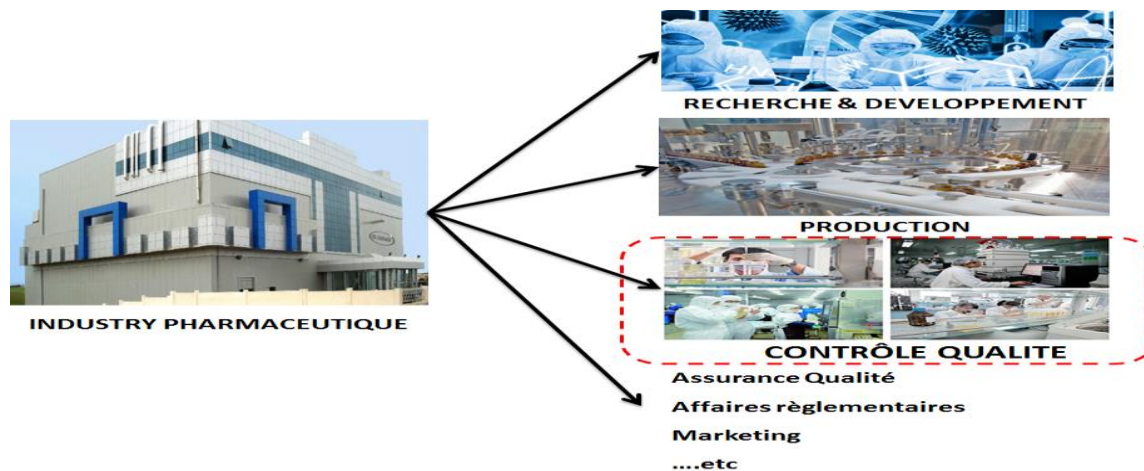 RECHERCHE & DEVELOPPEMENT
PRODUCTION
INDUSTRY PHARMACEUTIQUE
CONTRÔLE QUALITE
Assurance Qualité
Affaires règlementaires
Marketing
....etc